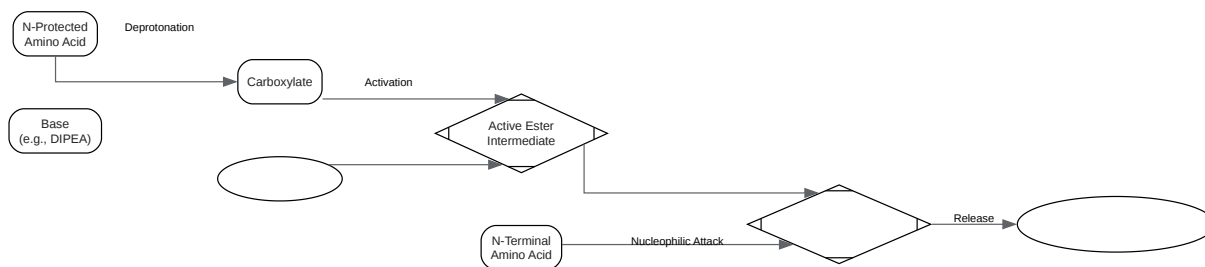 N-Protected
Amino Acid
Deprotonation
Carboxylate
Activation
Base
(e.g., DIPEA)
Active Ester
Intermediate
N-Terminal
Amino Acid
Nucleophilic Attack
Release